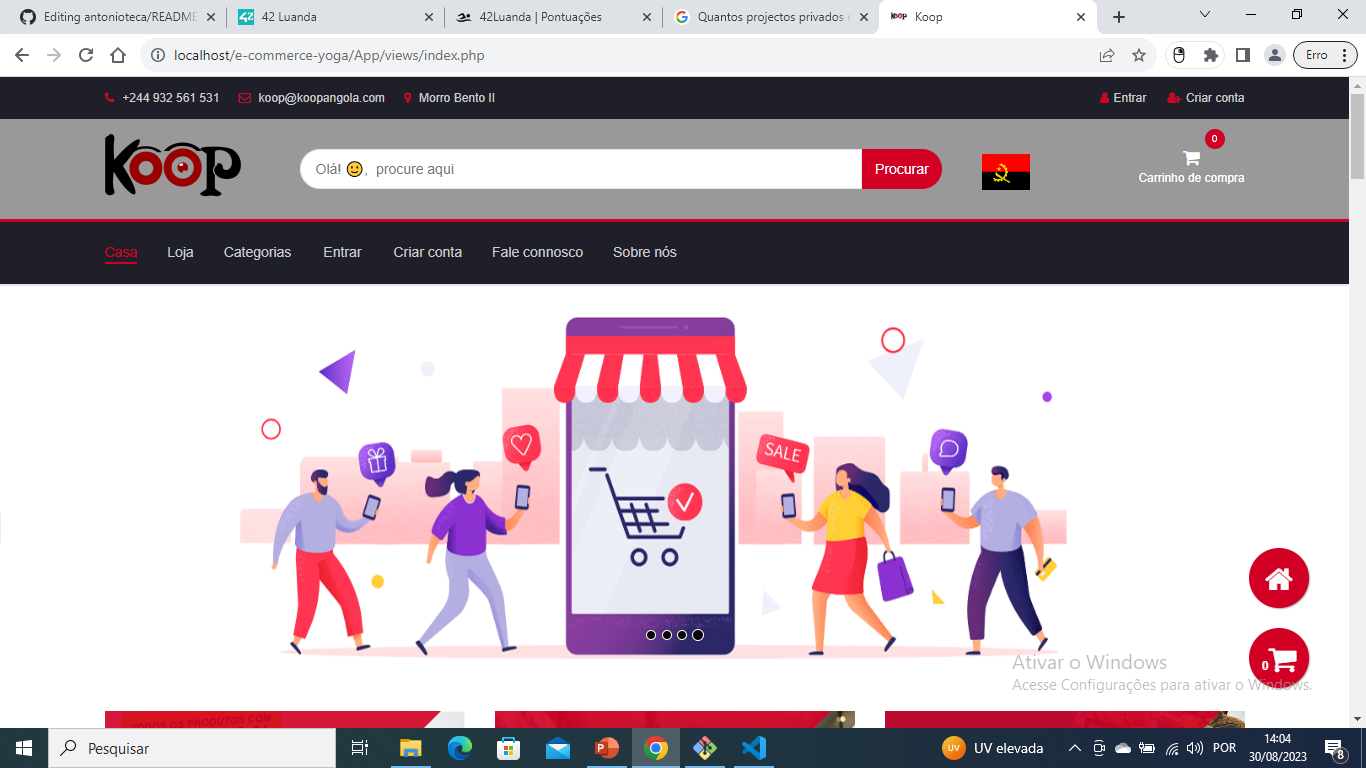 Editing antonioteca/README
42 Luanda
42Luanda | Pontuações
Quantos projectos privados e
Koop
localhost/e-commerce-yoga/App/views/index.php
Erro
+244 932 561 531
koop@koopangola.com
Morro Bento II
Entrar
Criar conta
Koop
Olá! 🙂, procure aqui
Procurar
0
Carrinho de compra
Casa
Loja
Categorias
Entrar
Criar conta
Fale connosco
Sobre nós
SALE
0
Ativar o Windows
Acesse Configurações para ativar o Windows.
TODOS OS PRODUTOS COM
Pesquisar
UV elevada
POR
14:04
30/08/2023
8